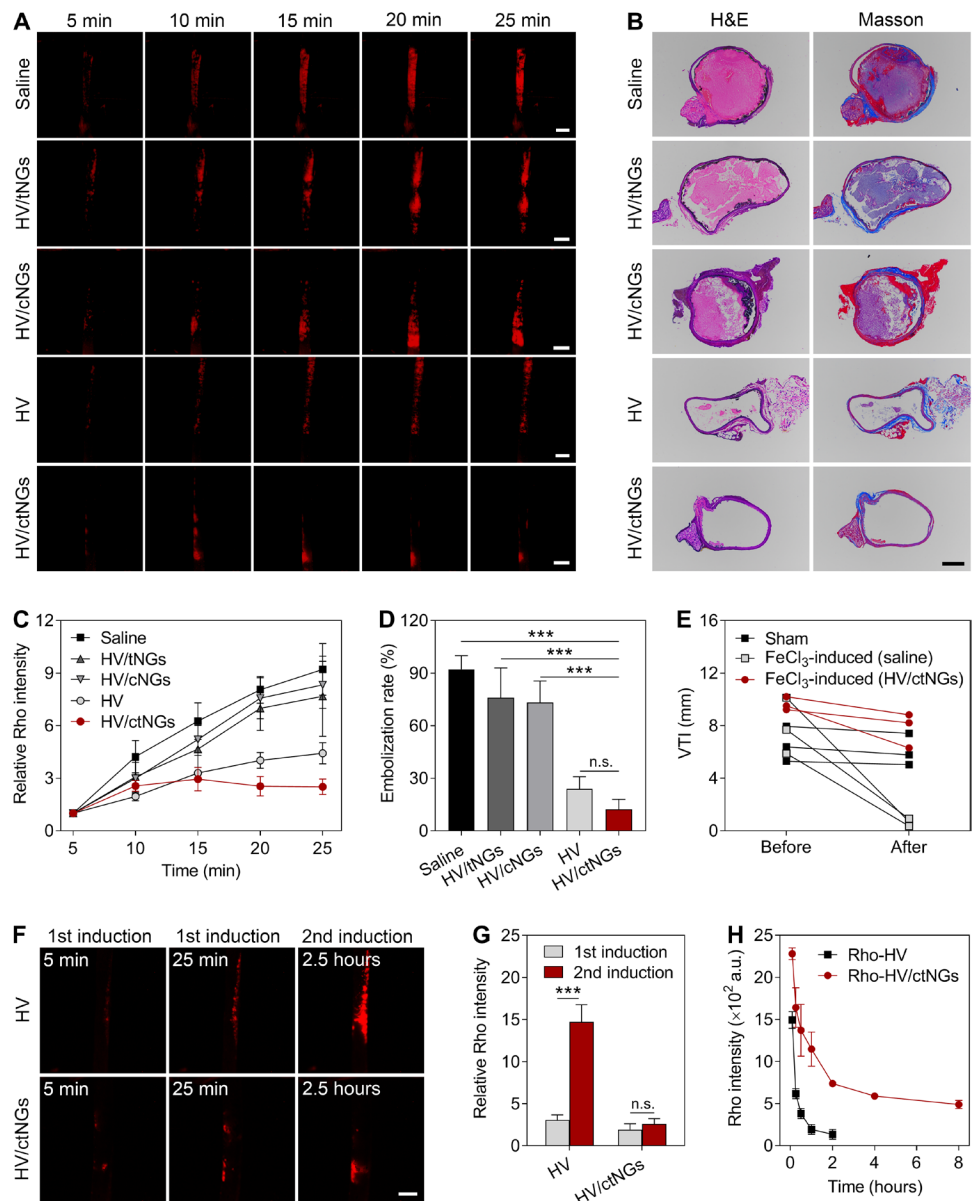 A
5 min 10 min 15 min 20 min 25 min
Saline
HV/tNGs
HV/cNGs
HV
HV/ctNGs
B
H&E Masson
Saline
HV/tNGs
HV/cNGs
HV
HV/ctNGs
C
Relative Rho intensity
12
9
6
3
0
Saline
HV/tNGs
HV/cNGs
HV
HV/ctNGs
5 10 15 20 25
Time (min)
D
Embolization rate (%)
120
90
60
30
0
***
***
***
n.s.
Saline
HV/tNGs
HV/cNGs
HV
HV/ctNGs
E
VTI (mm)
16
12
8
4
0
Sham
FeCl3-induced (saline)
FeCl3-induced (HV/ctNGs)
Before After
F
1st induction 1st induction 2nd induction
HV
5 min 25 min 2.5 hours
HV/ctNGs
5 min 25 min 2.5 hours
G
Relative Rho intensity
25
20
15
10
5
0
1st induction
2nd induction
***
n.s.
HV
HV/ctNGs
H
Rho intensity (×10² a.u.)
25
20
15
10
5
0
Rho-HV
Rho-HV/ctNGs
0 2 4 6 8
Time (hours)